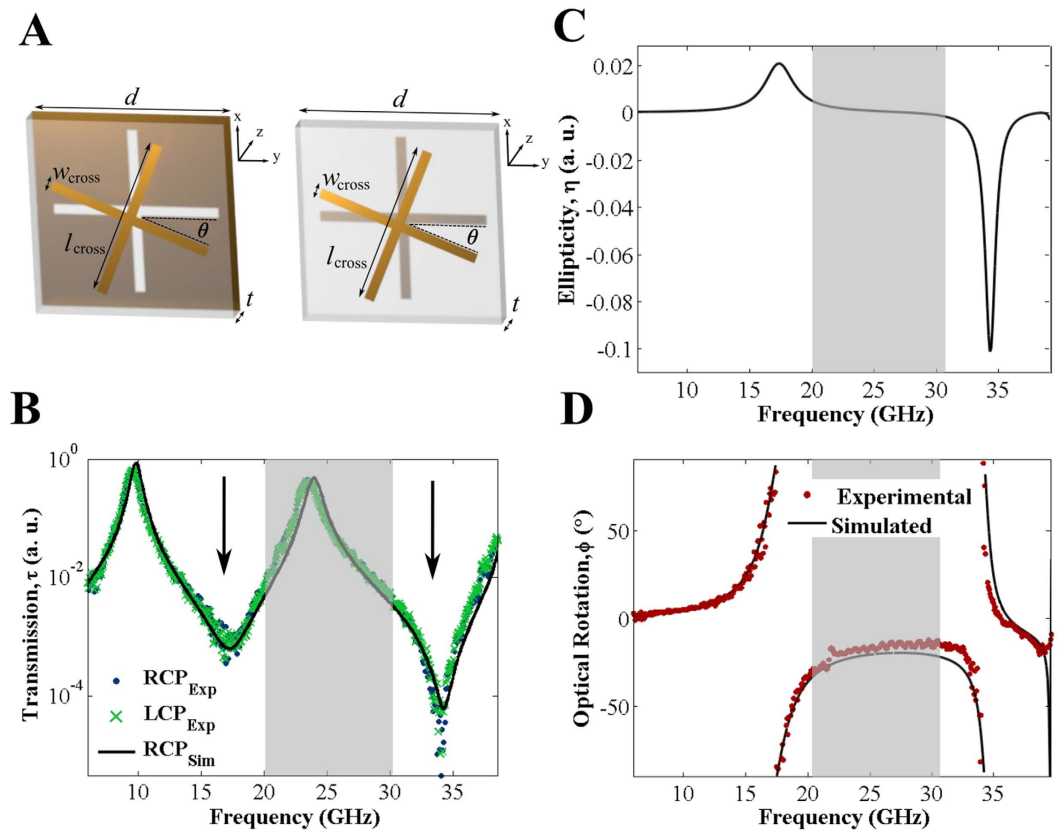 A
d
x
z
y
w_cross
θ
l_cross
t
d
x
z
y
w_cross
θ
l_cross
t
B
Transmission, τ (a. u.)
10^0
10^-2
10^-4
RCP_Exp
LCP_Exp
RCP_Sim
10 15 20 25 30 35
Frequency (GHz)
C
Ellipticity, η (a. u.)
0.02
0
-0.02
-0.04
-0.06
-0.08
-0.1
10 15 20 25 30 35
Frequency (GHz)
D
Optical Rotation,ϕ (°)
50
0
-50
Experimental
Simulated
10 15 20 25 30 35
Frequency (GHz)